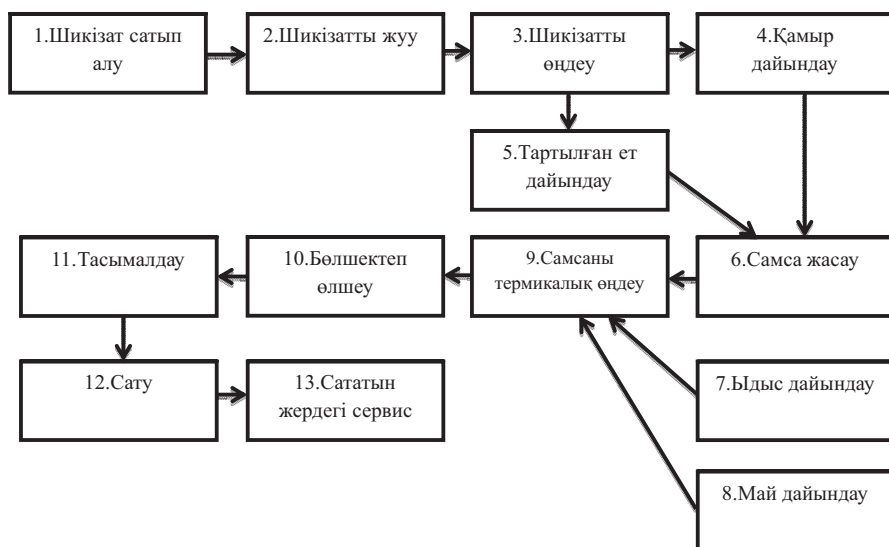 1.Шикізат сатып
алу
2.Шикізатты жуу
3.Шикізатты
өңдеу
4.Қамыр
дайындау
5.Тартылған ет
дайындау
6.Самса жасау
7.Ыдыс дайындау
8.Май дайындау
9.Самсаны
термикалық өңдеу
10.Бөлшектеп
өлшеу
11.Тасымалдау
12.Сату
13.Сататын
жердегі сервис